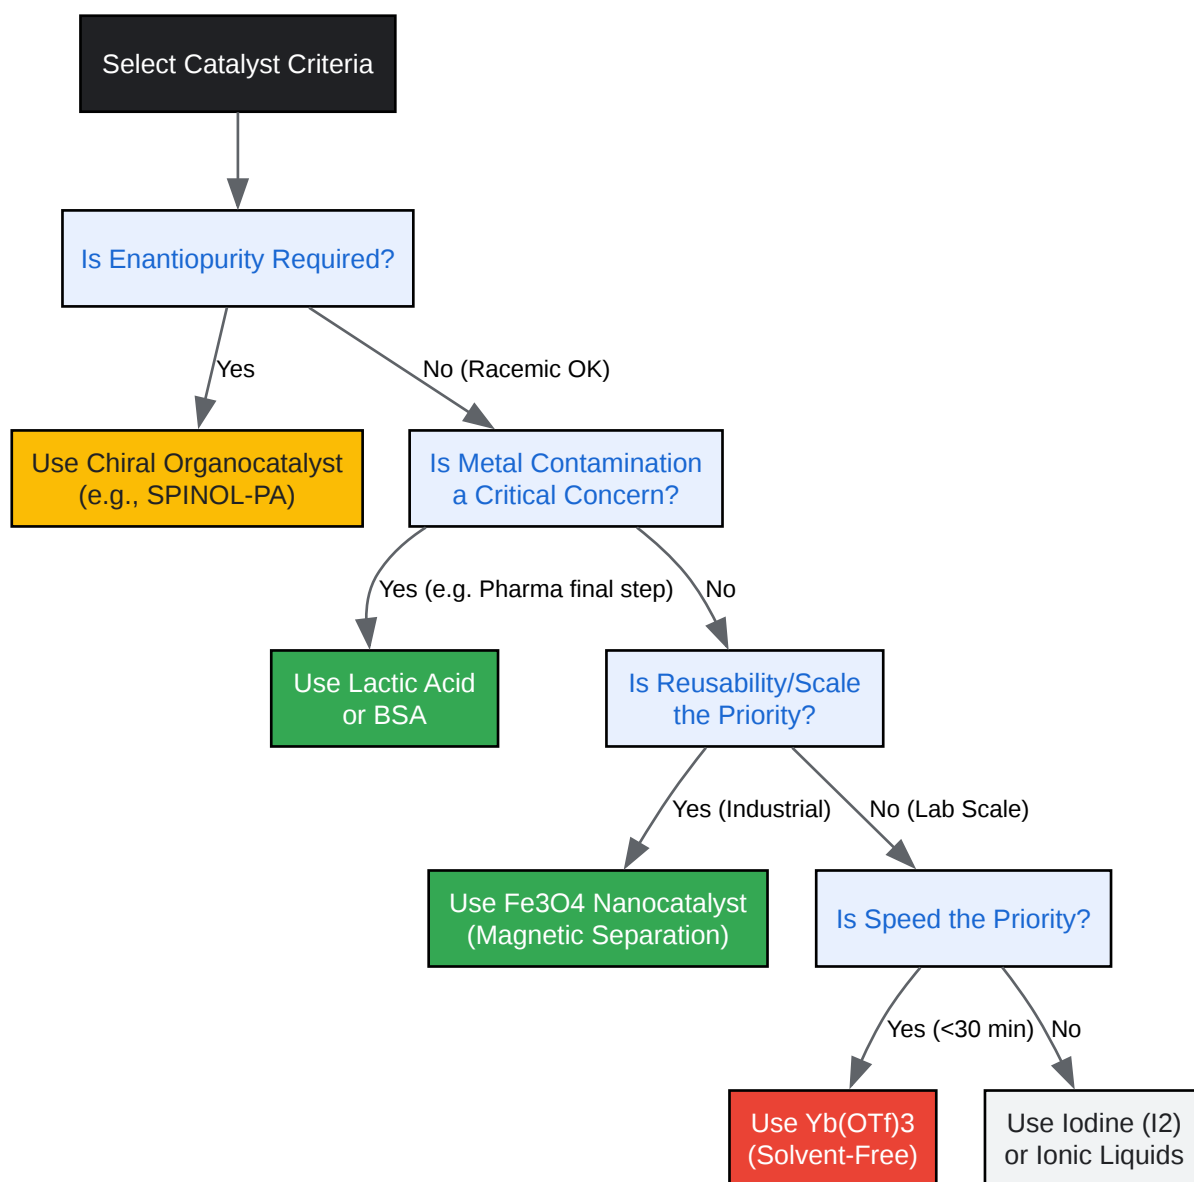 Select Catalyst Criteria
Is Enantiopurity Required?
Yes
No (Racemic OK)
Use Chiral Organocatalyst
(e.g., SPINOL-PA)
Is Metal Contamination
a Critical Concern?
Yes (e.g. Pharma final step)
No
Use Lactic Acid
or BSA
Is Reusability/Scale
the Priority?
Yes (Industrial)
No (Lab Scale)
Use Fe3O4 Nanocatalyst
(Magnetic Separation)
Is Speed the Priority?
Yes (<30 min)
No
Use Yb(OTf)3
(Solvent-Free)
Use Iodine (I2)
or Ionic Liquids